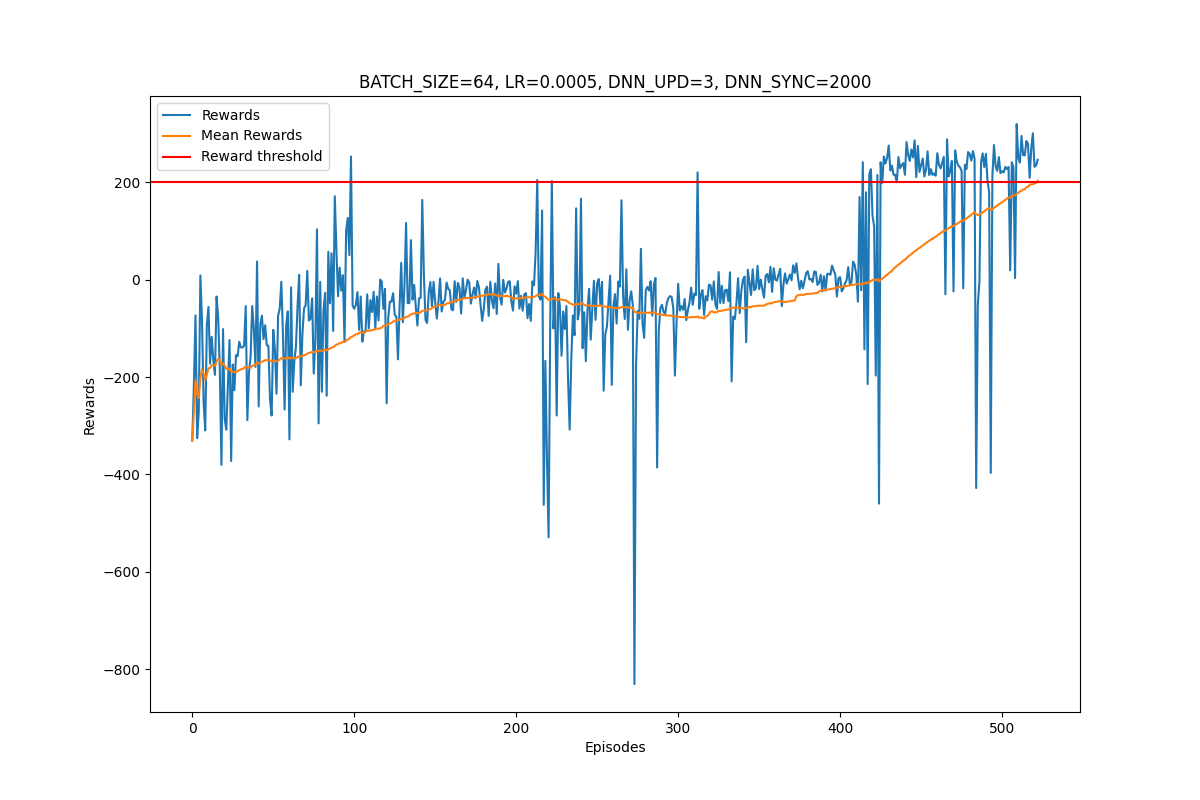 BATCH_SIZE=64, LR=0.0005, DNN_UPD=3, DNN_SYNC=2000
Rewards
Mean Rewards
Reward threshold
200
0
−200
−400
−600
−800
Rewards
0
100
200
300
400
500
Episodes